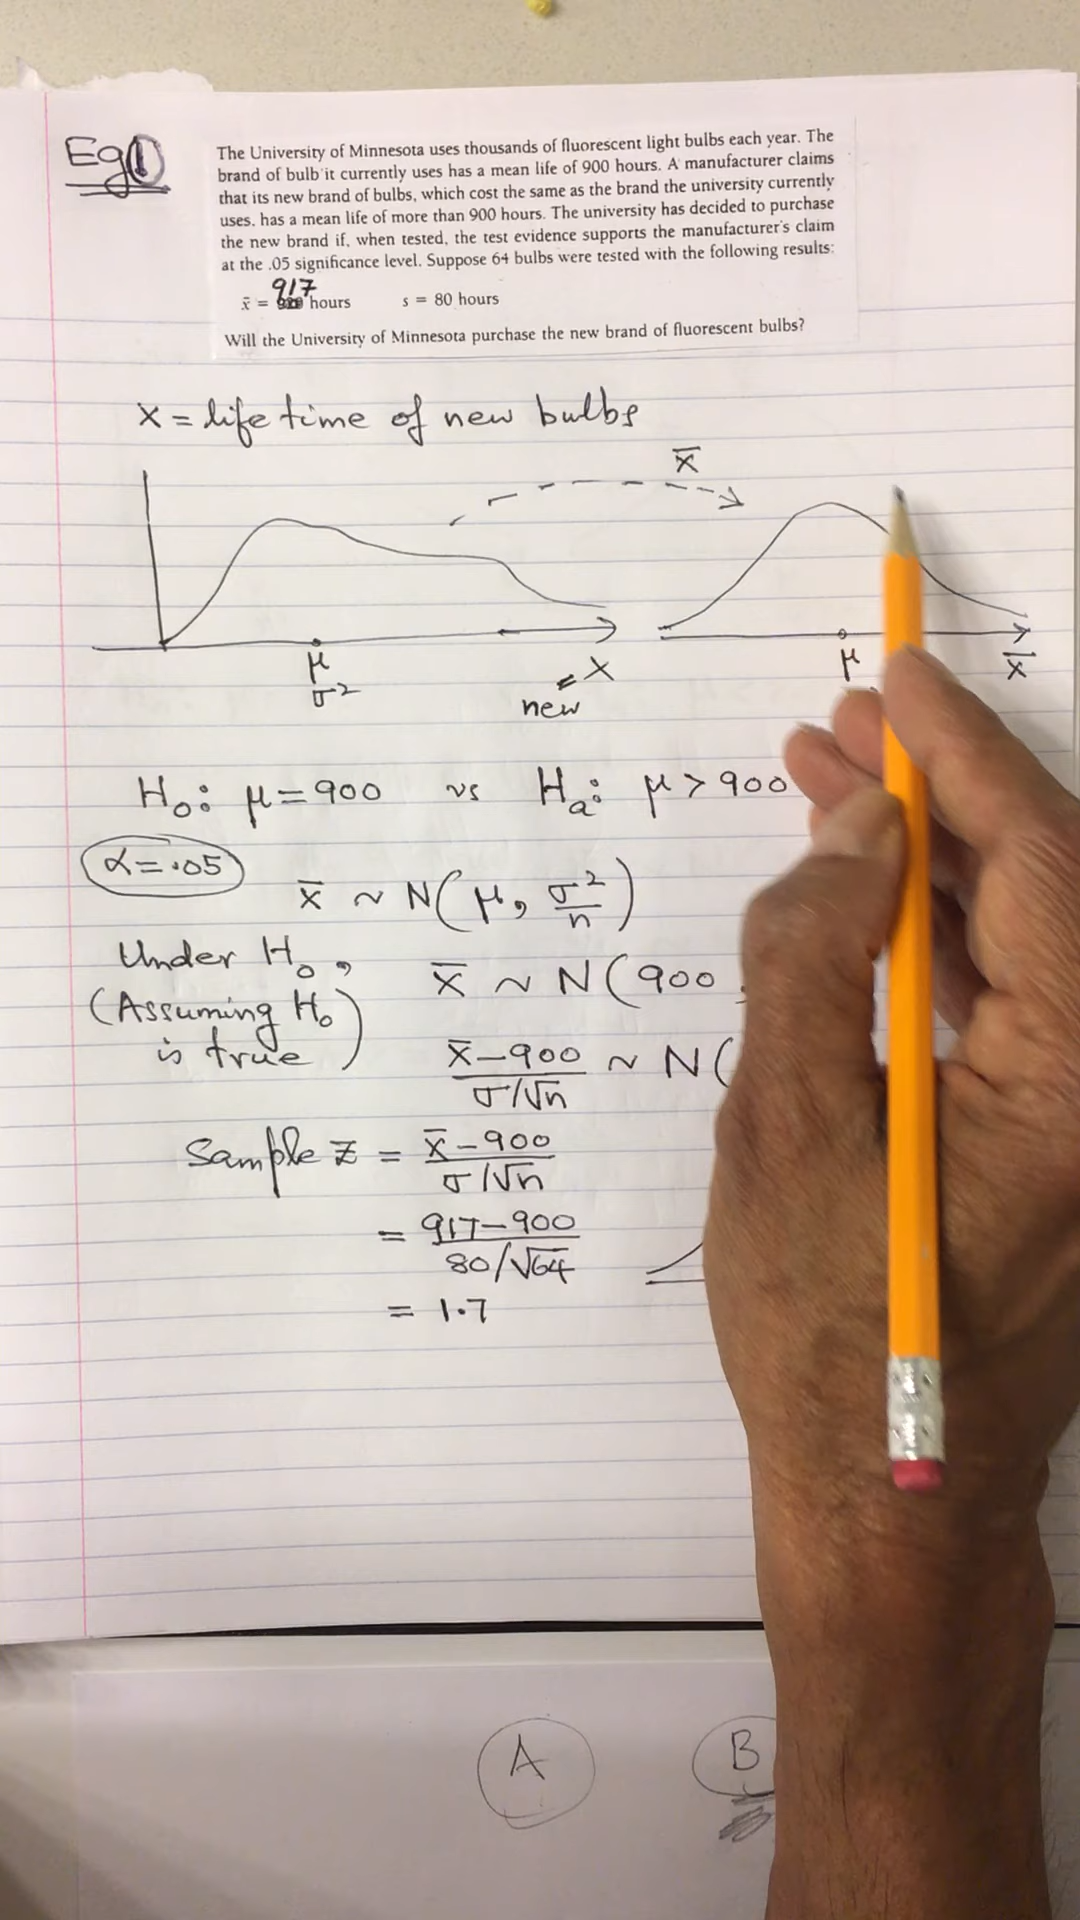 Eg 1
The University of Minnesota uses thousands of fluorescent light bulbs each year. The
brand of bulb it currently uses has a mean life of 900 hours. A manufacturer claims
that its new brand of bulbs, which cost the same as the brand the university currently
uses, has a mean life of more than 900 hours. The university has decided to purchase
the new brand if, when tested, the test evidence supports the manufacturer's claim
at the .05 significance level. Suppose 64 bulbs were tested with the following results:
917
x̄ = hours s = 80 hours
Will the University of Minnesota purchase the new brand of fluorescent bulbs?
X = life time of new bulbs
x̄
μ
σ²
X
new
μ
x̄
H₀: μ = 900 vs Hₐ: μ > 900
α = .05
x̄ ~ N(μ, σ²/n)
Under H₀,
(Assuming H₀
is true)
x̄ ~ N(900
x̄ - 900 / σ/√n ~ N(
Sample z = x̄ - 900 / σ/√n
= 917 - 900 / 80/√64
= 1.7
A
B